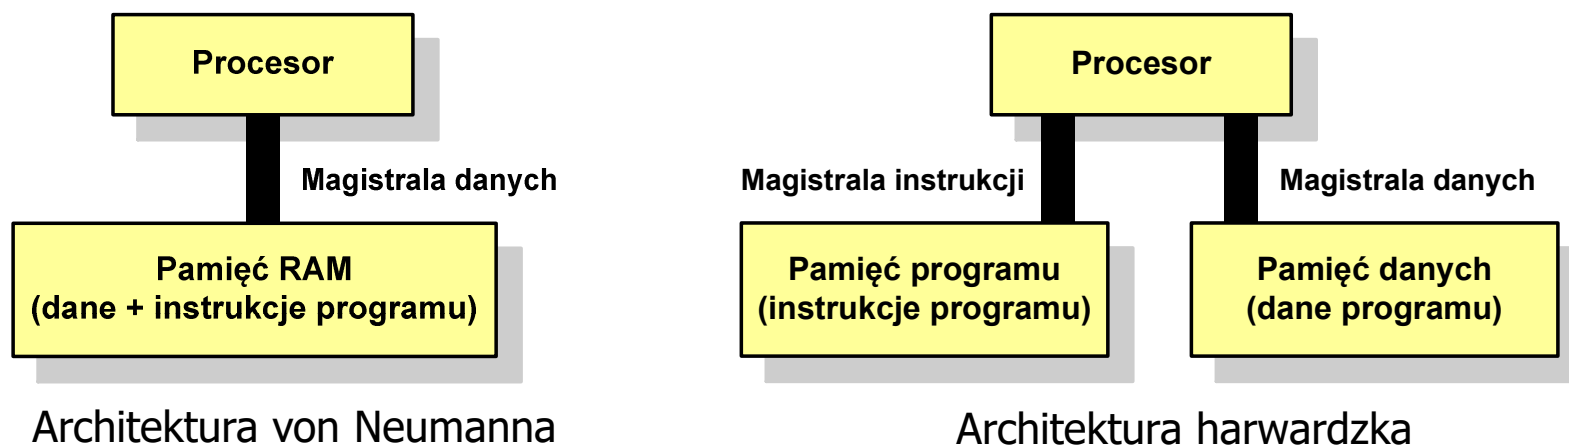 Procesor
Magistrala danych
Pamięć RAM
(dane + instrukcje programu)
Architektura von Neumanna
Procesor
Magistrala instrukcji
Magistrala danych
Pamięć programu
(instrukcje programu)
Pamięć danych
(dane programu)
Architektura harwardzka